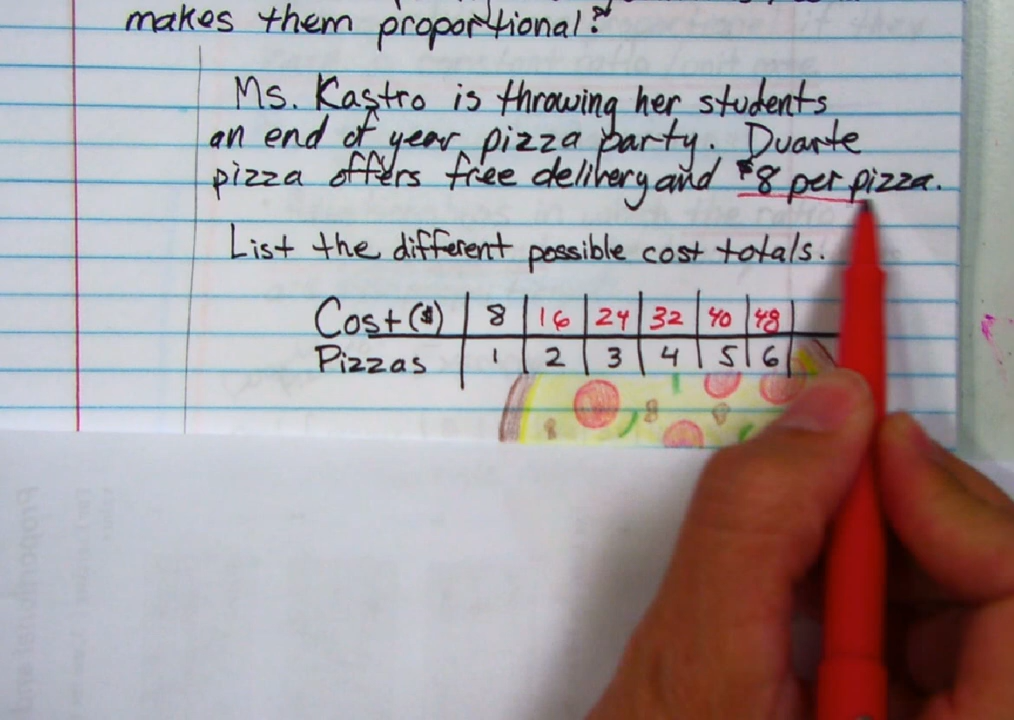 makes them proportional?
Ms. Kastro is throwing her students
an end of year pizza party. Duarte
pizza offers free delivery and $8 per pizza.
List the different possible cost totals.
Cost ($) 8 16 24 32 40 48
Pizzas 1 2 3 4 5 6